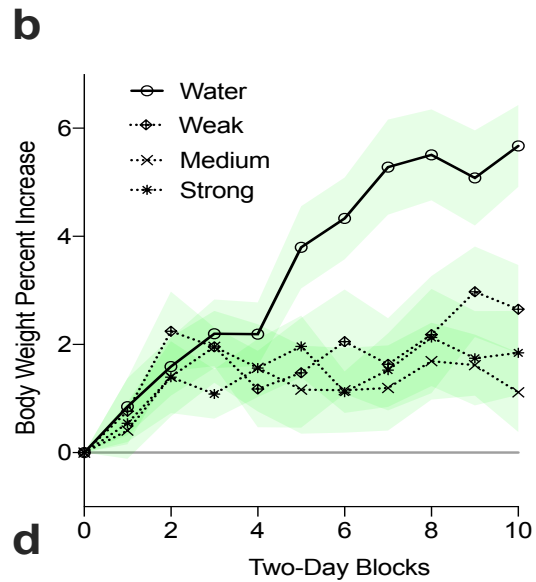 b
Body Weight Percent Increase
6
4
2
0
Water
Weak
Medium
Strong
0 2 4 6 8 10
Two-Day Blocks
d